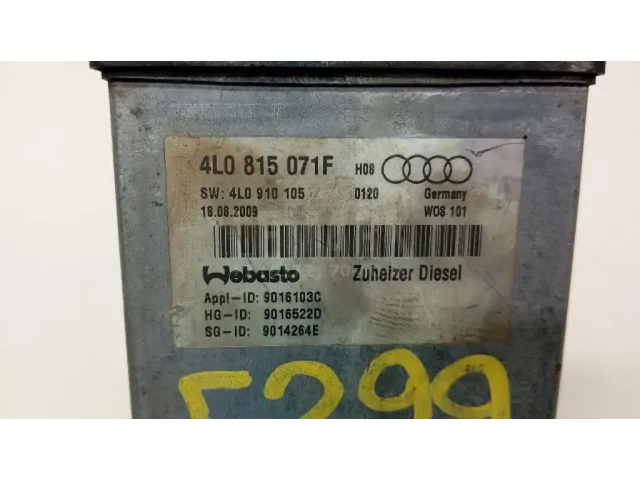 4L0 815 071F H08
SW: 4L0 910 105 0120 Germany
18.08.2009 WOS 101
Webasto Zuheizer Diesel
Appl-ID: 9016103C
HG-ID: 9016522D
SG-ID: 9014264E
5299